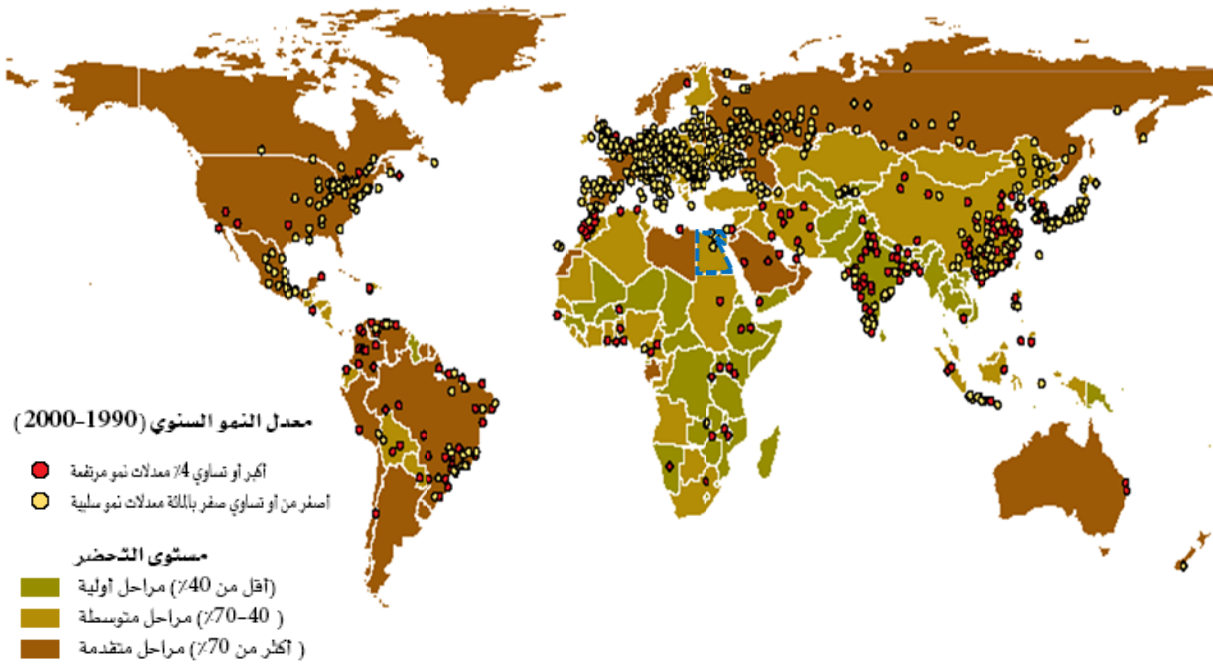 معدل النمو السنوي (1990-2000)
أكبر أو تساوي 4٪ معدلات نمو مرتفعة
أصغر من أو تساوي صفر بالمائة معدلات نمو سلبية
مستوى التحضر
(أقل من 40٪) مراحل أولية
(40-70٪) مراحل متوسطة
(أكثر من 70٪) مراحل متقدمة